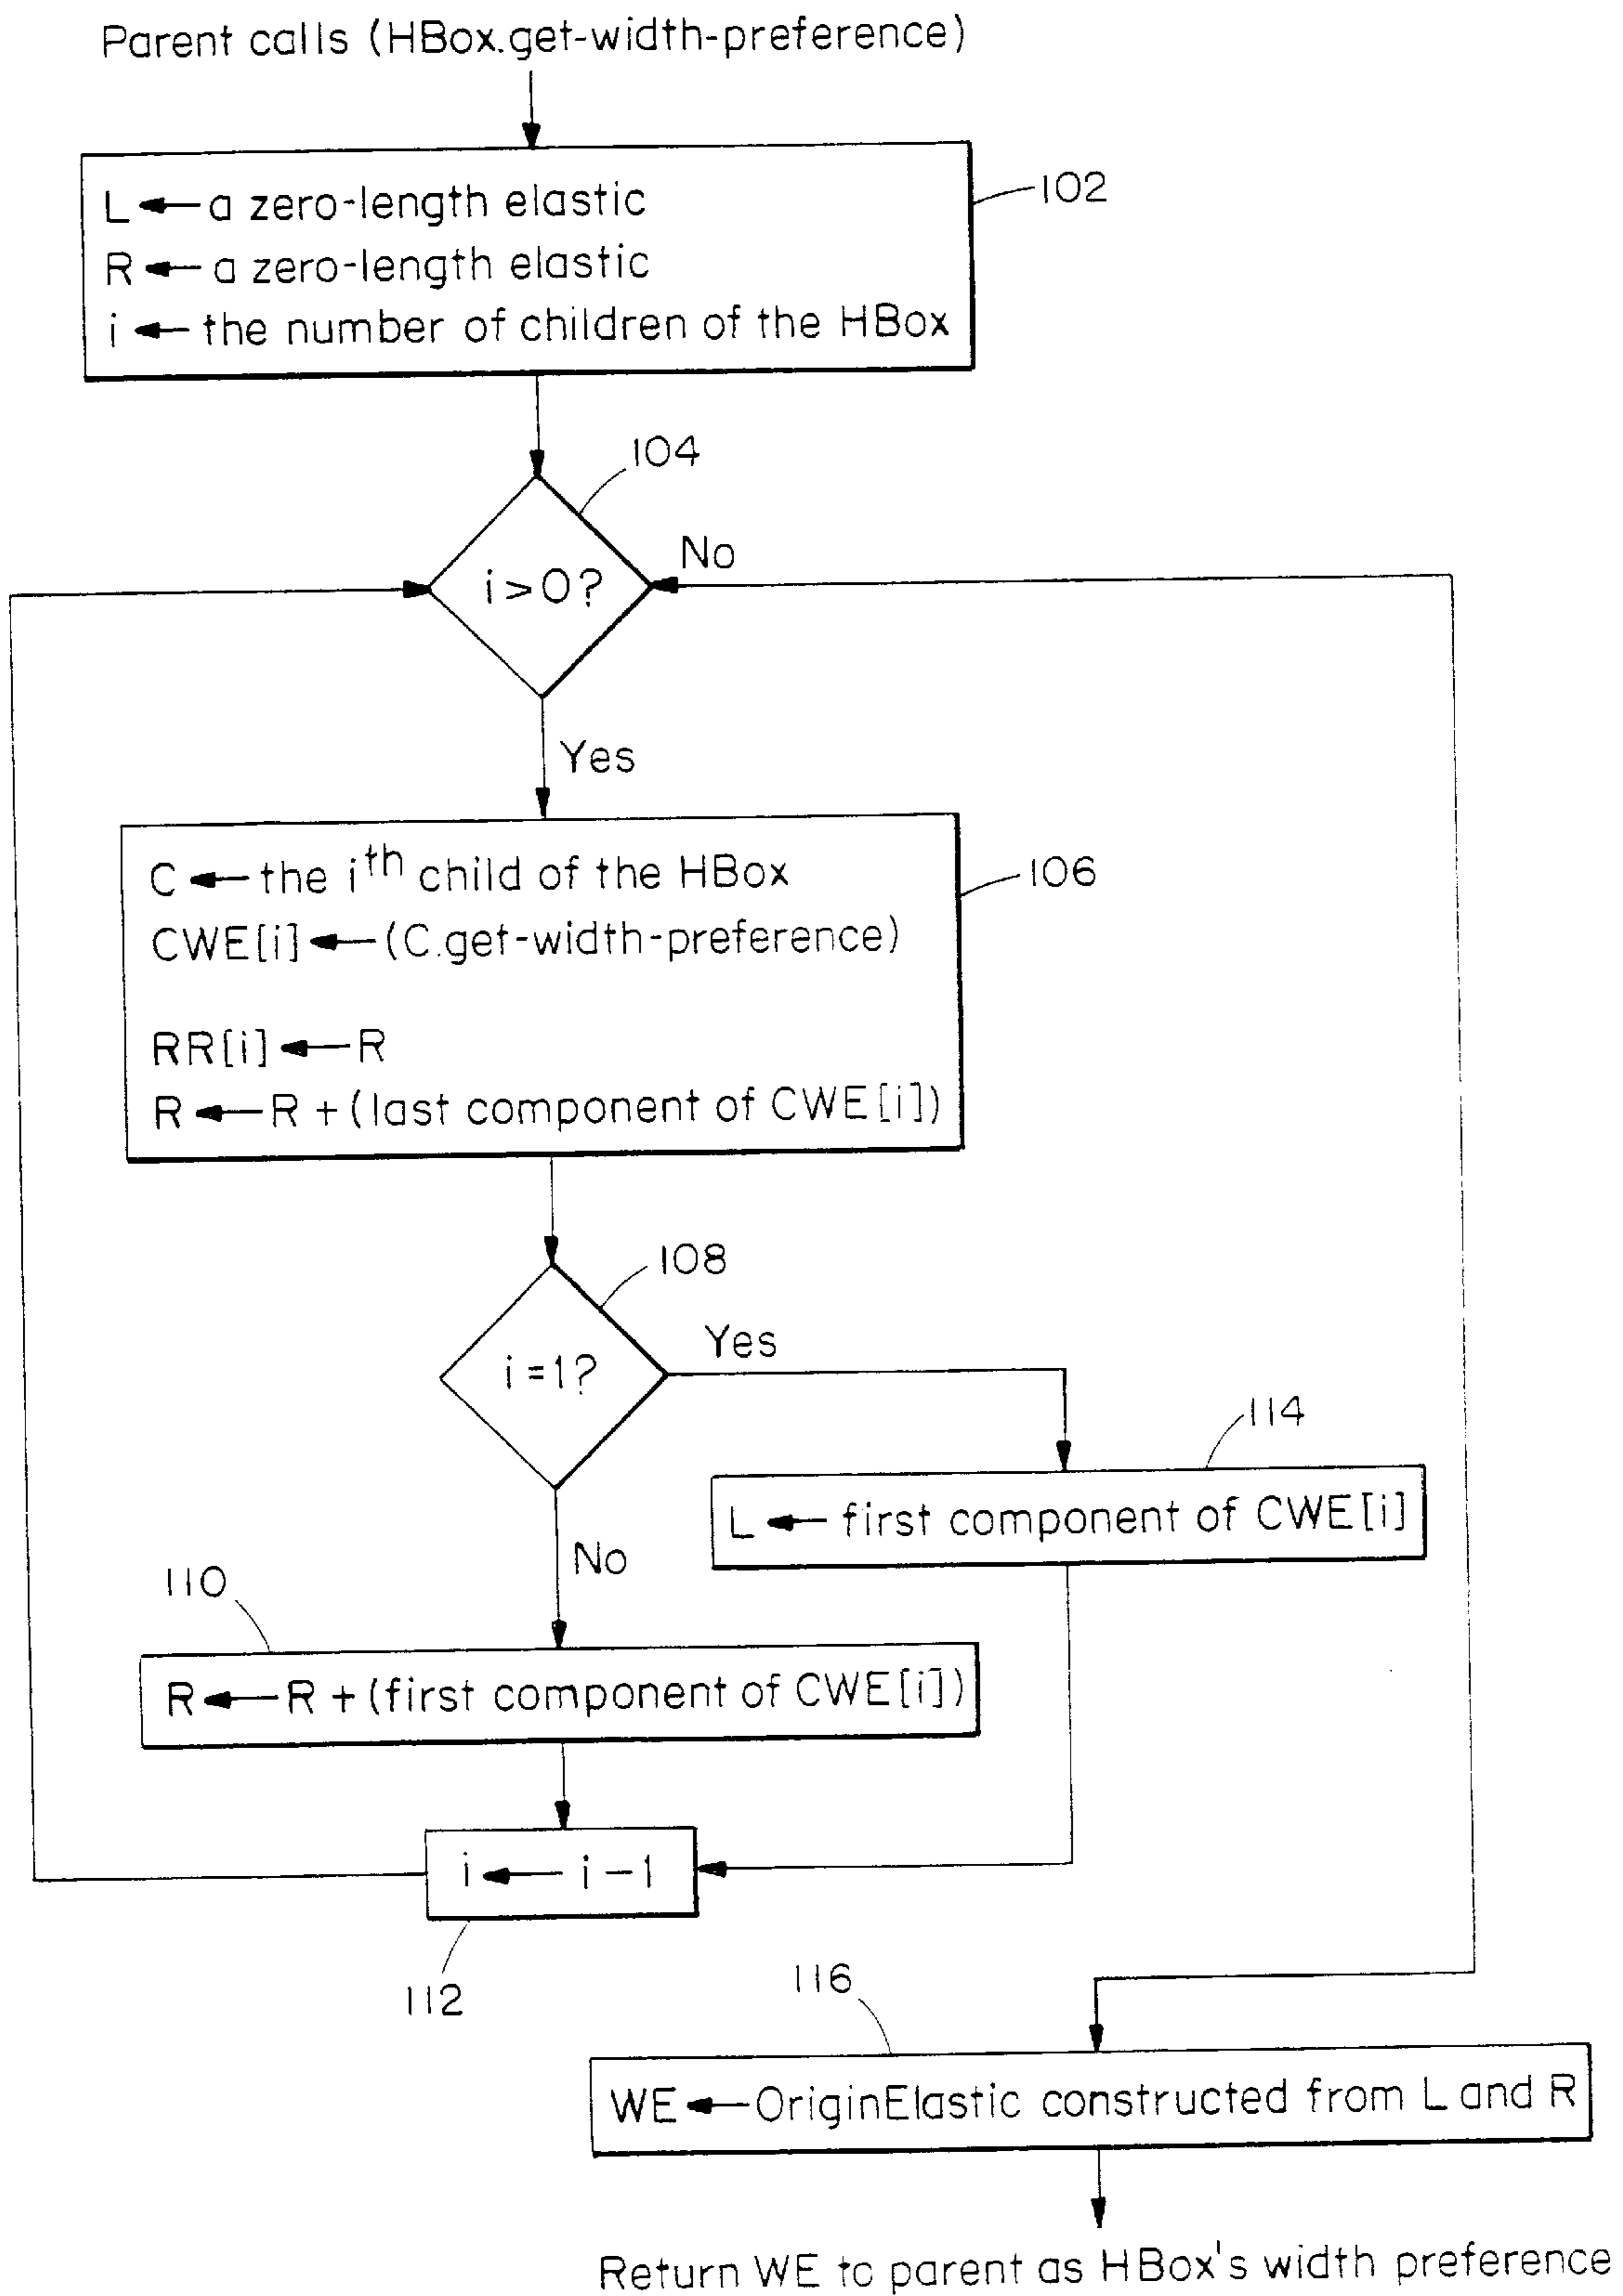 Parent calls (HBox.get-width-preference)
L ← a zero-length elastic
R ← a zero-length elastic
i ← the number of children of the HBox
102
104
i > 0?
No
Yes
C ← the i^th child of the HBox
CWE[i] ← (C.get-width-preference)
RR[i] ← R
R ← R + (last component of CWE[i])
106
108
i = 1?
Yes
114
L ← first component of CWE[i]
No
110
R ← R + (first component of CWE[i])
i ← i - 1
112
116
WE ← OriginElastic constructed from L and R
Return WE to parent as HBox's width preference